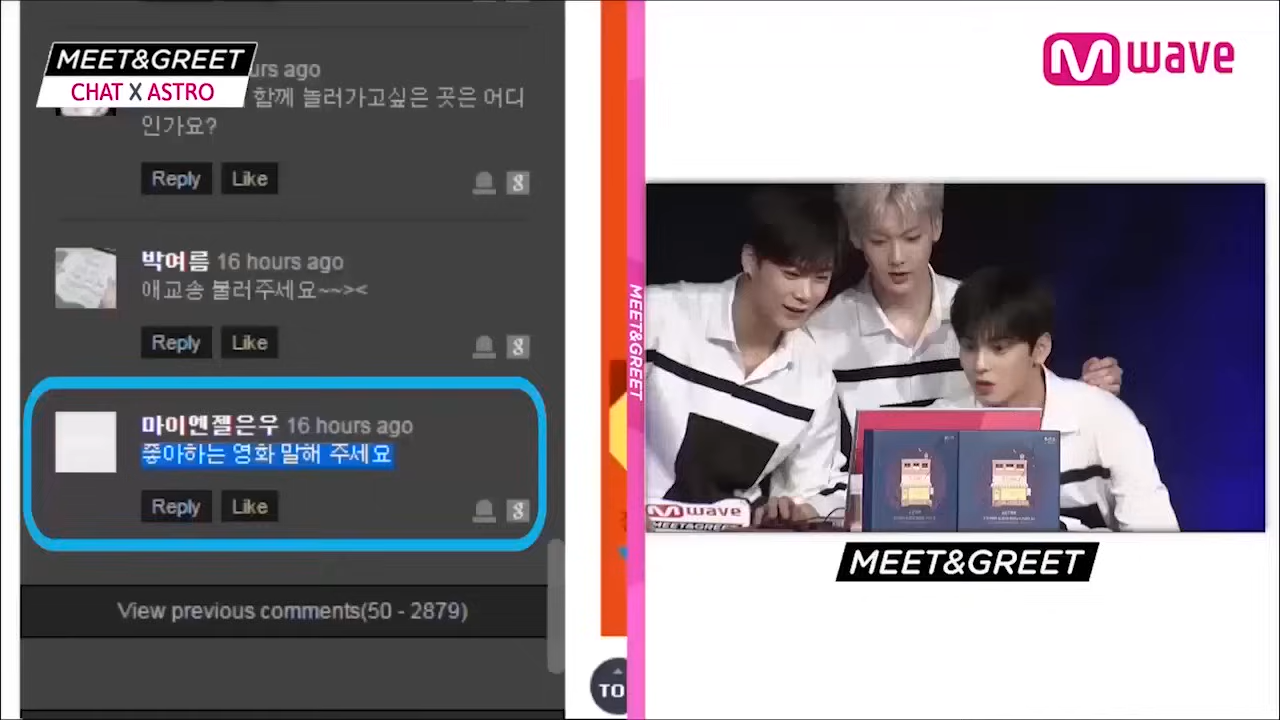 MEET&GREET
CHAT X ASTRO
urs ago
함께 놀러가고싶은 곳은 어디
인가요?
Reply Like
g
박여름 16 hours ago
애교송 불러주세요~~><
Reply Like
g
마이엔젤은우 16 hours ago
좋아하는 영화 말해 주세요
Reply Like
g
View previous comments(50 - 2879)
TO
MEET&GREET
M wave
M wave
MEET&GREET
MEET&GREET